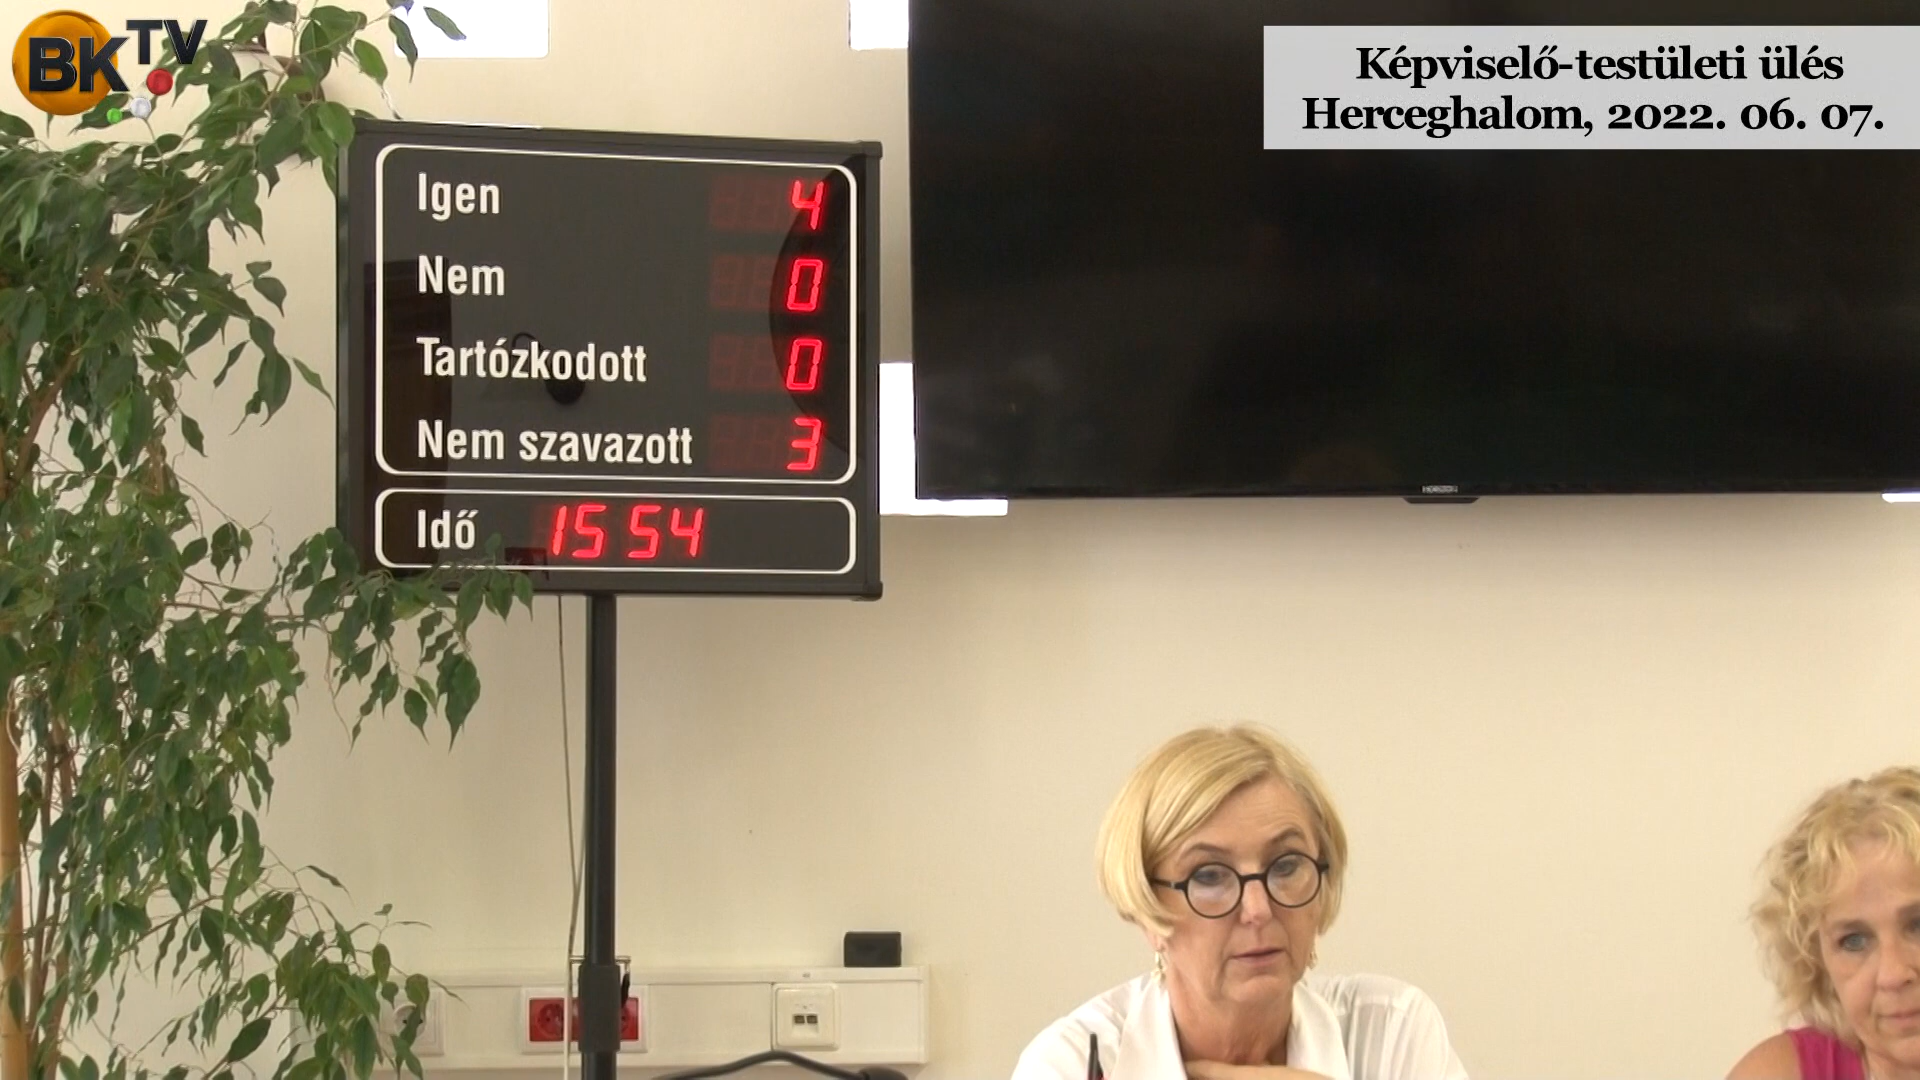 BKTV
Képviselő-testületi ülés
Herceghalom, 2022. 06. 07.
Igen 4
Nem 0
Tartózkodott 0
Nem szavazott 3
Idő 15 54
HORIZON